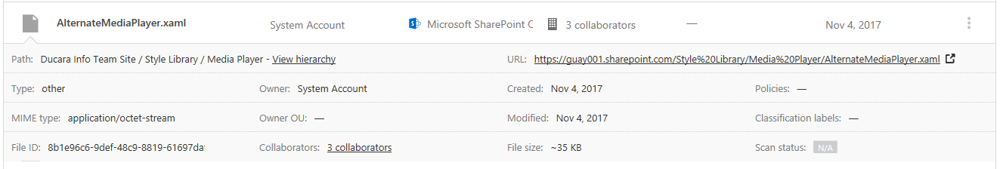 AlternateMediaPlayer.xaml System Account Microsoft SharePoint 3 collaborators — Nov 4, 2017
Path: Ducara Info Team Site / Style Library / Media Player - View hierarchy URL: https://guay001.sharepoint.com/Style%20Library/Media%20Player/AlternateMediaPlayer.xaml
Type: other Owner: System Account Created: Nov 4, 2017 Policies: —
MIME type: application/octet-stream Owner OU: — Modified: Nov 4, 2017 Classification labels: —
File ID: 8b1e96c6-9def-48c9-8819-61697da Collaborators: 3 collaborators File size: ~35 KB Scan status: N/A